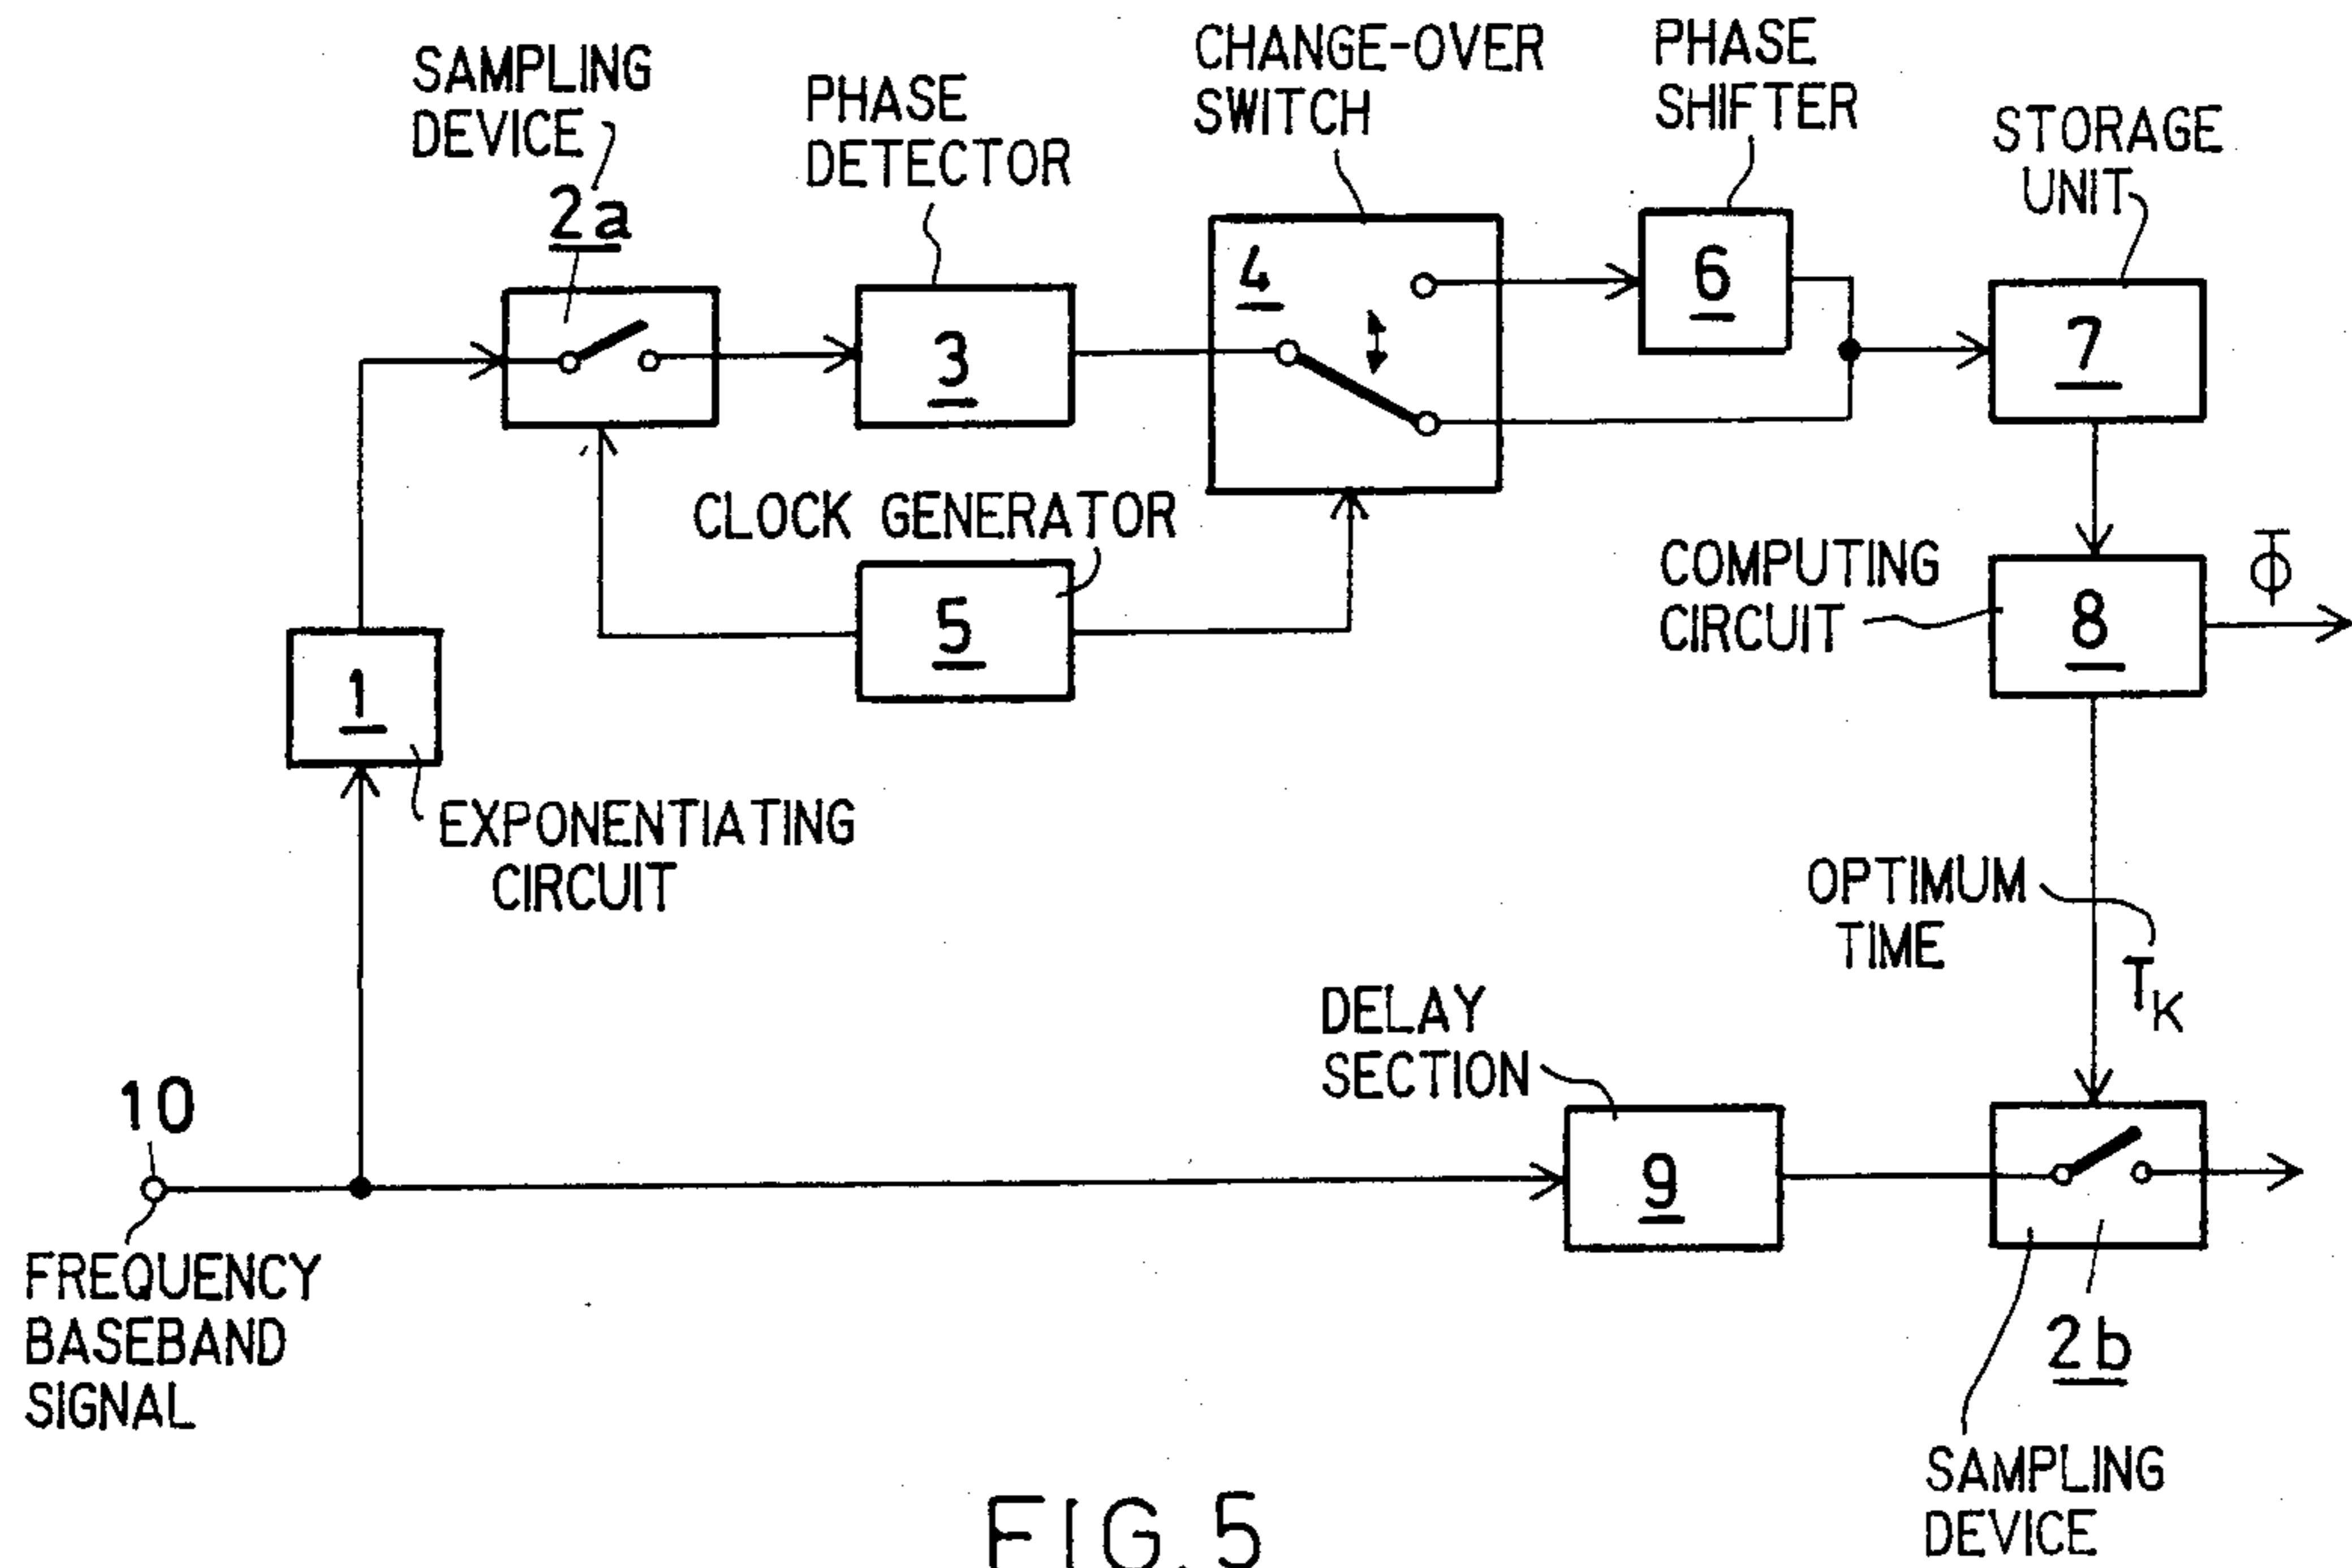 SAMPLING
DEVICE
2a
PHASE
DETECTOR
CHANGE-OVER
SWITCH
PHASE
SHIFTER
STORAGE
UNIT
3
4
6
7
CLOCK GENERATOR
5
COMPUTING
CIRCUIT
8
Φ
1
EXPONENTIATING
CIRCUIT
OPTIMUM
TIME
TK
DELAY
SECTION
9
10
FREQUENCY
BASEBAND
SIGNAL
2b
SAMPLING
DEVICE
FIG.5